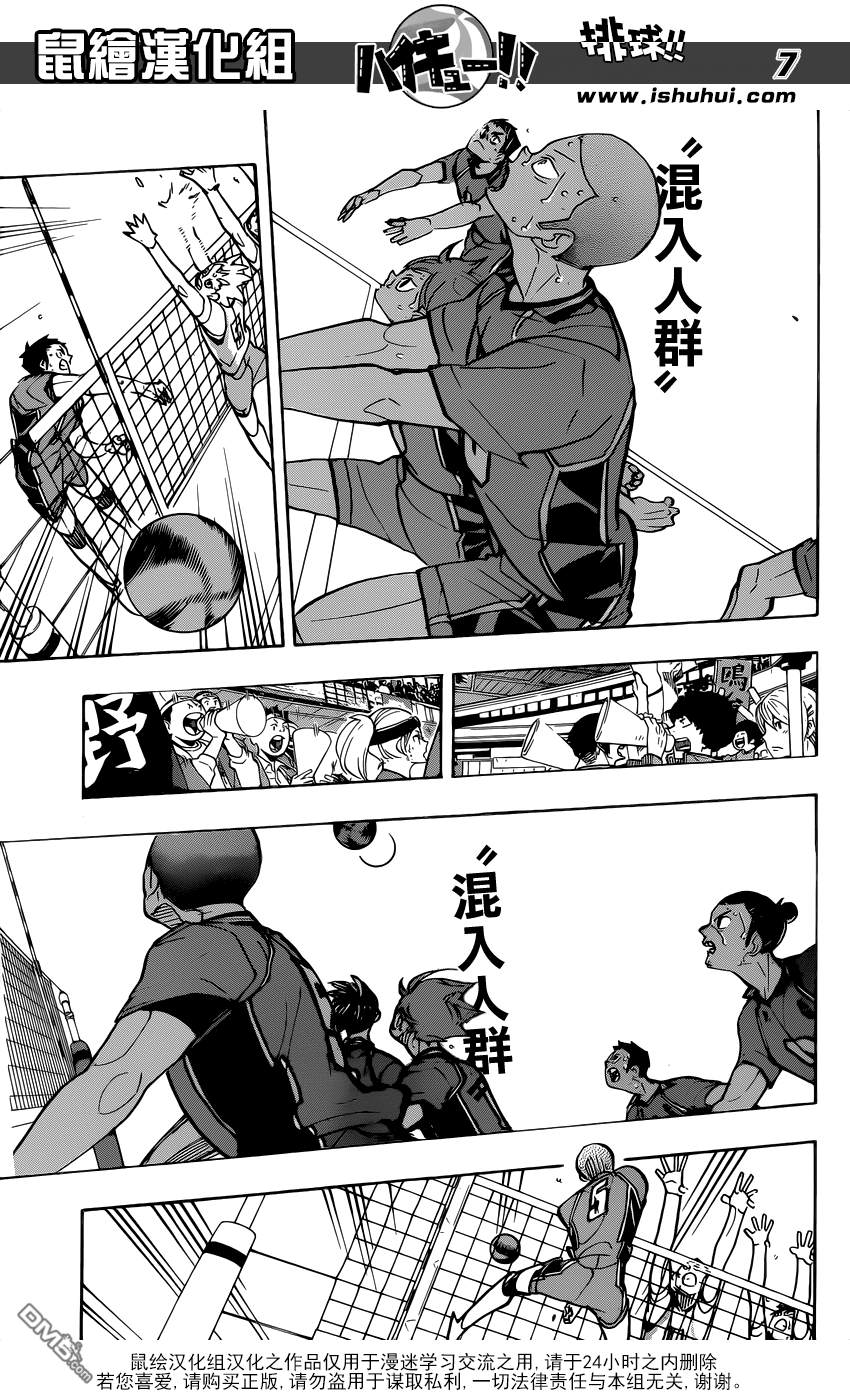 鼠繪漢化組
ハイキュー!!
排球!!
7
www.ishuhui.com
〝混入人群〞
鳴
野
〝混入人群〞
5
DM5.com
鼠绘汉化组汉化之作品仅用于漫迷学习交流之用,请于24小时之内删除
若您喜爱,请购买正版,请勿盗用于谋取私利,一切法律责任与本组无关,谢谢。